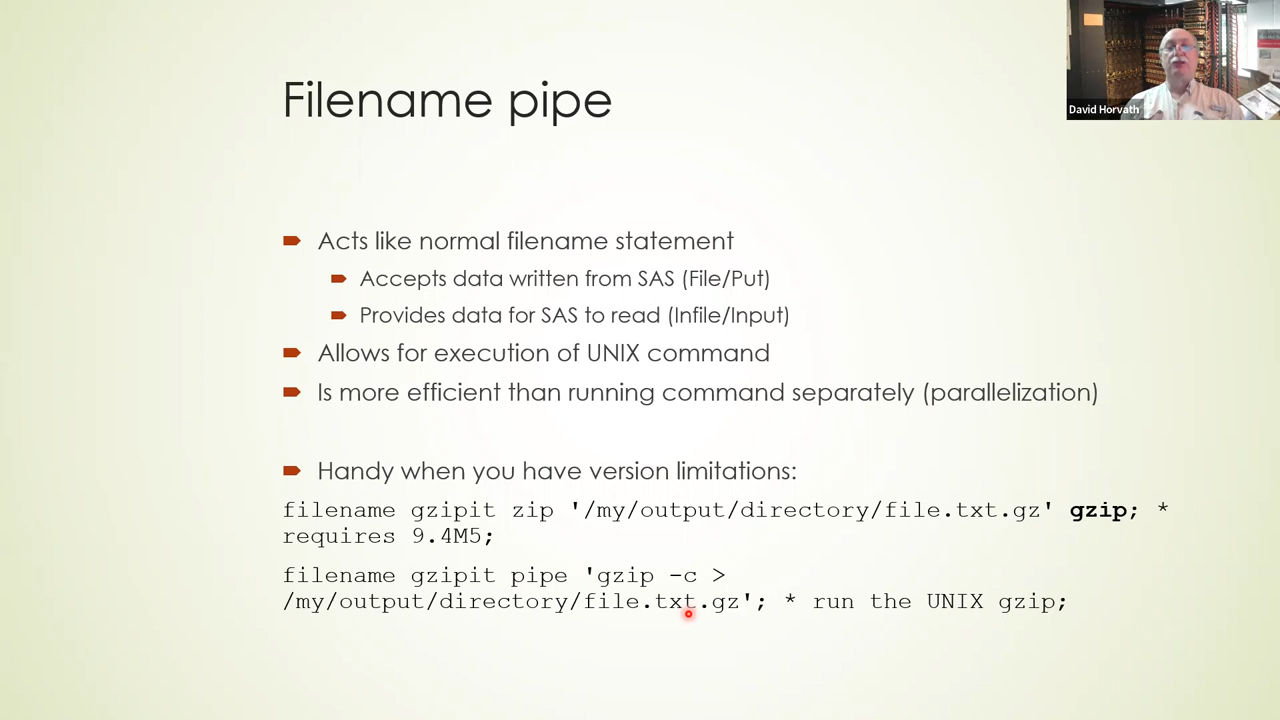 Filename pipe
David Horvath
Acts like normal filename statement
Accepts data written from SAS (File/Put)
Provides data for SAS to read (Infile/Input)
Allows for execution of UNIX command
Is more efficient than running command separately (parallelization)
Handy when you have version limitations:
filename gzipit zip '/my/output/directory/file.txt.gz' gzip; *
requires 9.4M5;
filename gzipit pipe 'gzip -c >
/my/output/directory/file.txt.gz'; * run the UNIX gzip;